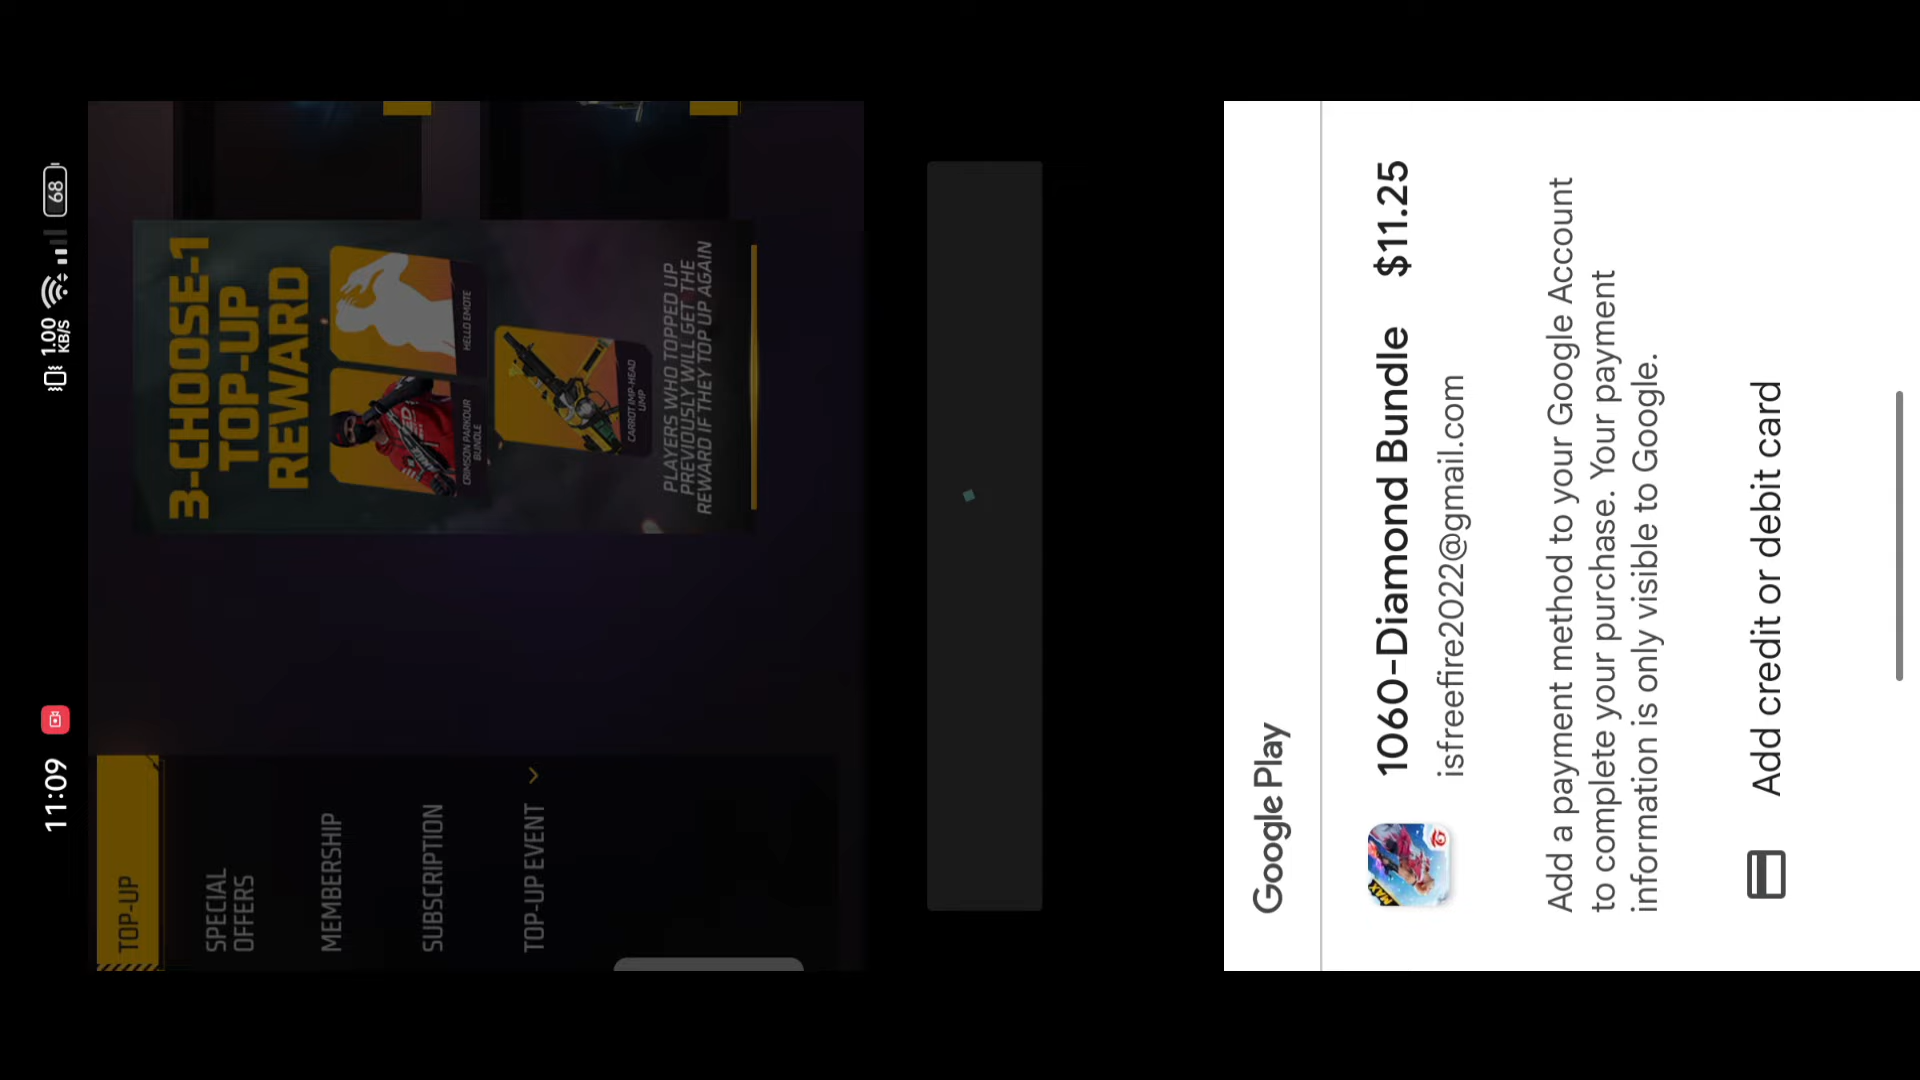 11:09
1.00
KB/S
68
TOP-UP
SPECIAL
OFFERS
MEMBERSHIP
SUBSCRIPTION
TOP-UP EVENT
3-CHOOSE-1
TOP-UP
REWARD
CRIMSON PARKOUR
BUNDLE
HELLO EMOTE
CARROT IMP-HEAD
UMP
PLAYERS WHO TOPPED UP
PREVIOUSLY WILL GET THE
REWARD IF THEY TOP UP AGAIN
Google Play
MAX
1060-Diamond Bundle $11.25
isfreefire2022@gmail.com
Add a payment method to your Google Account
to complete your purchase. Your payment
information is only visible to Google.
Add credit or debit card